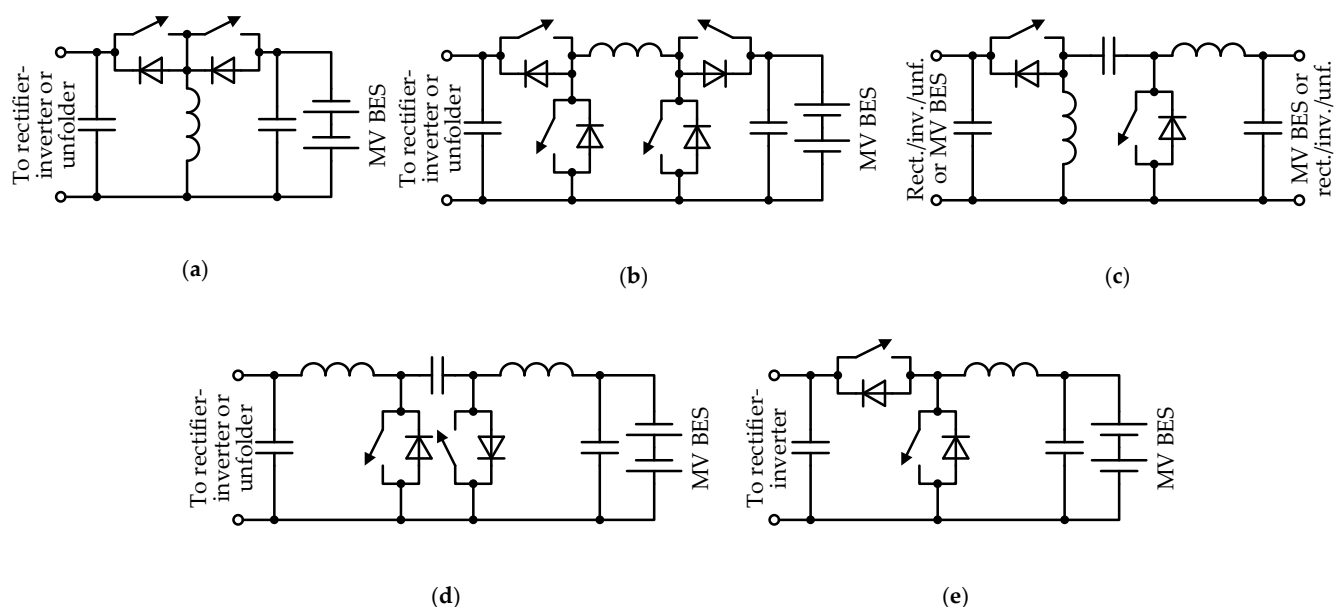 To rectifier-
inverter or
unfolder
MV BES
(a)
To rectifier-
inverter or
unfolder
MV BES
(b)
Rect./inv./unf.
or MV BES
MV BES or
rect./inv./unf.
(c)
To rectifier-
inverter or
unfolder
MV BES
(d)
To rectifier-
inverter
MV BES
(e)